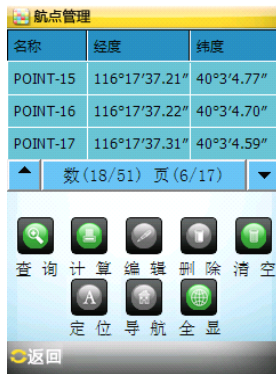 航点管理
名称 经度 纬度
POINT-15 116°17′37.21″ 40°3′4.77″
POINT-16 116°17′37.22″ 40°3′4.70″
POINT-17 116°17′37.31″ 40°3′4.59″
数(18/51) 页(6/17)
查询 计算 编辑 删除 清空
A
定位 导航 全显
返回